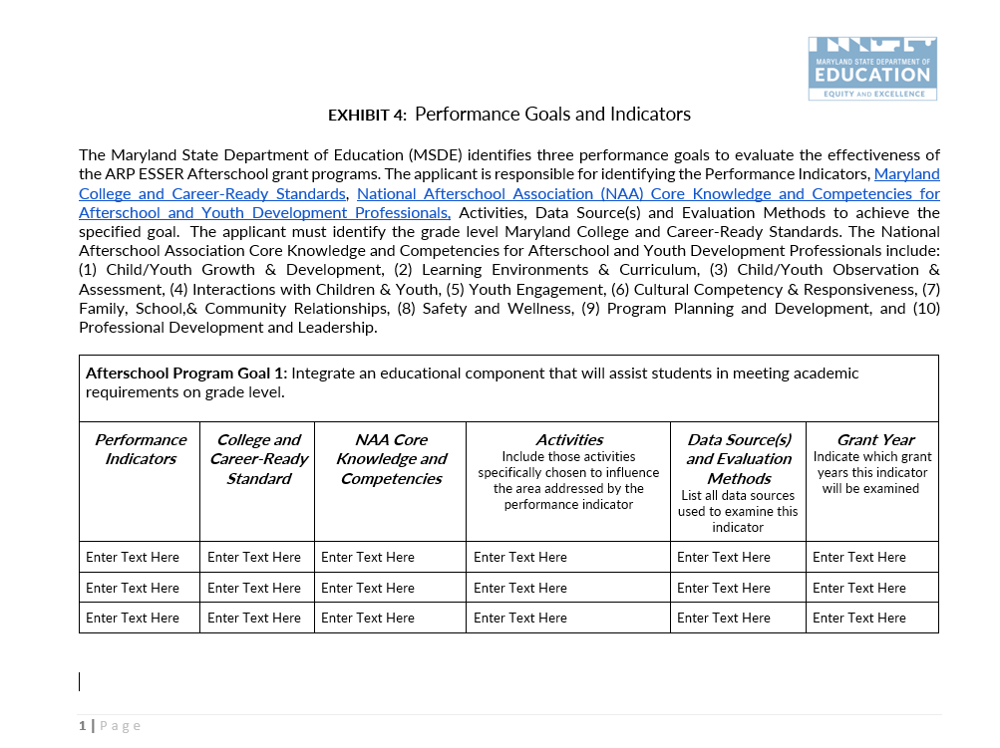 MARYLAND STATE DEPARTMENT OF
EDUCATION
EQUITY AND EXCELLENCE
EXHIBIT 4: Performance Goals and Indicators
The Maryland State Department of Education (MSDE) identifies three performance goals to evaluate the effectiveness of
the ARP ESSER Afterschool grant programs. The applicant is responsible for identifying the Performance Indicators, Maryland
College and Career-Ready Standards, National Afterschool Association (NAA) Core Knowledge and Competencies for
Afterschool and Youth Development Professionals, Activities, Data Source(s) and Evaluation Methods to achieve the
specified goal. The applicant must identify the grade level Maryland College and Career-Ready Standards. The National
Afterschool Association Core Knowledge and Competencies for Afterschool and Youth Development Professionals include:
(1) Child/Youth Growth & Development, (2) Learning Environments & Curriculum, (3) Child/Youth Observation &
Assessment, (4) Interactions with Children & Youth, (5) Youth Engagement, (6) Cultural Competency & Responsiveness, (7)
Family, School,& Community Relationships, (8) Safety and Wellness, (9) Program Planning and Development, and (10)
Professional Development and Leadership.
Afterschool Program Goal 1: Integrate an educational component that will assist students in meeting academic
requirements on grade level.
Performance
Indicators
College and
Career-Ready
Standard
NAA Core
Knowledge and
Competencies
Activities
Include those activities
specifically chosen to influence
the area addressed by the
performance indicator
Data Source(s)
and Evaluation
Methods
List all data sources
used to examine this
indicator
Grant Year
Indicate which grant
years this indicator
will be examined
Enter Text Here Enter Text Here Enter Text Here Enter Text Here Enter Text Here Enter Text Here
Enter Text Here Enter Text Here Enter Text Here Enter Text Here Enter Text Here Enter Text Here
Enter Text Here Enter Text Here Enter Text Here Enter Text Here Enter Text Here Enter Text Here
1 | Page